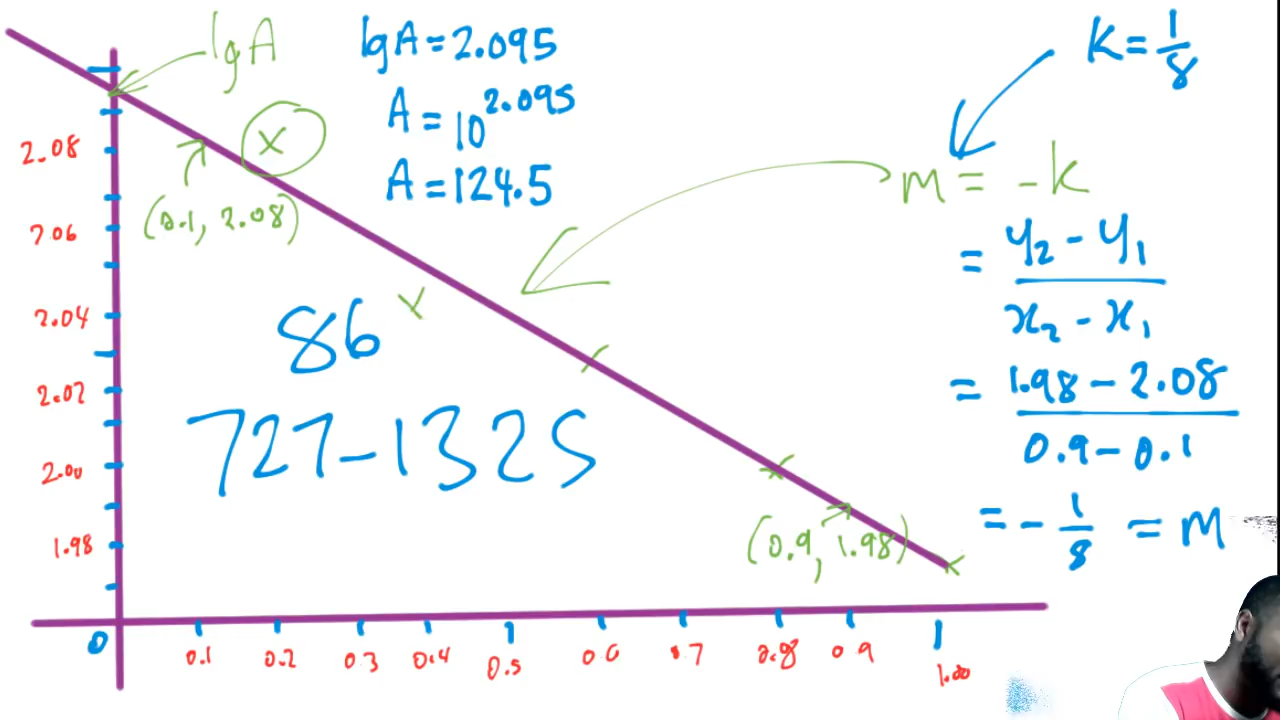 lgA
lgA = 2.095
A = 10^2.095
A = 124.5
K = 1/8
m = -K
= y₂ - y₁ / x₂ - x₁
= 1.98 - 2.08 / 0.9 - 0.1
= - 1/8 = m
2.08
2.06
2.04
2.02
2.00
1.98
(0.1, 2.08)
86
727-1325
(0.9, 1.98)
0
0.1
0.2
0.3
0.4
0.5
0.6
0.7
0.8
0.9
1.00